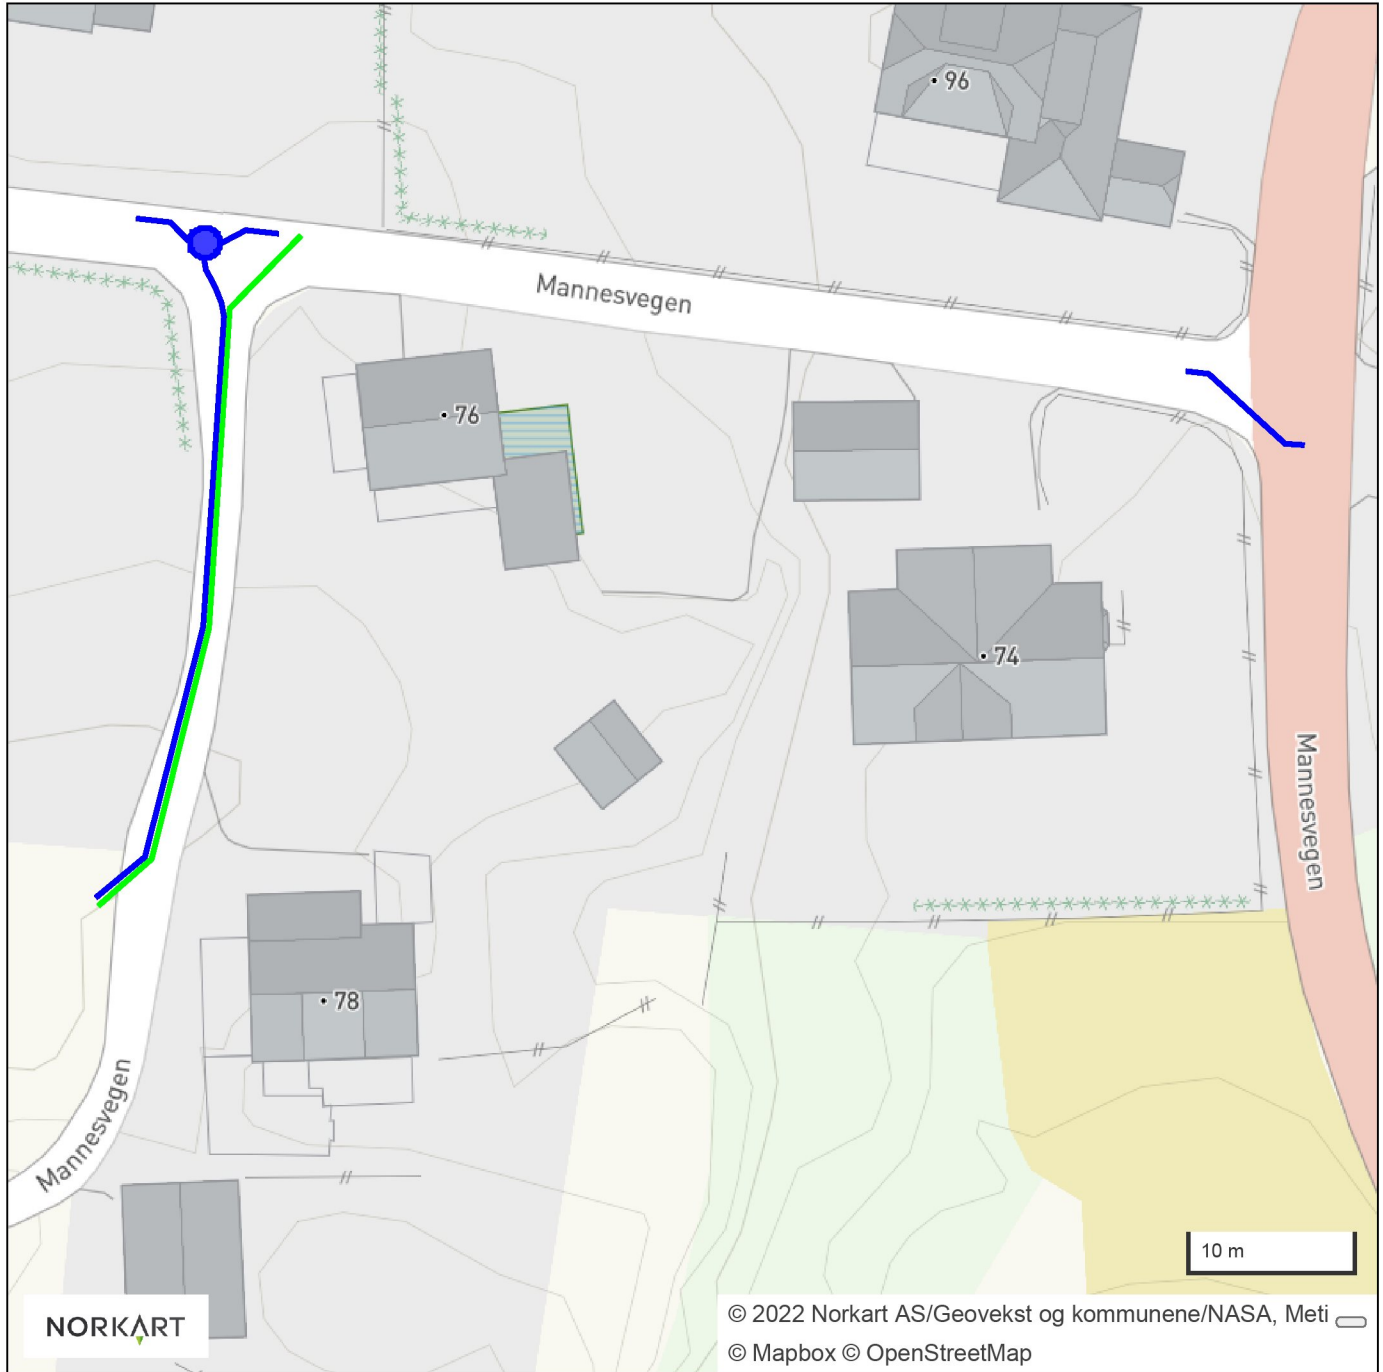 96
Mannesvegen
76
74
Mannesvegen
78
Mannesvegen
10 m
NORKART
© 2022 Norkart AS/Geovekst og kommunene/NASA, Meti
© Mapbox © OpenStreetMap